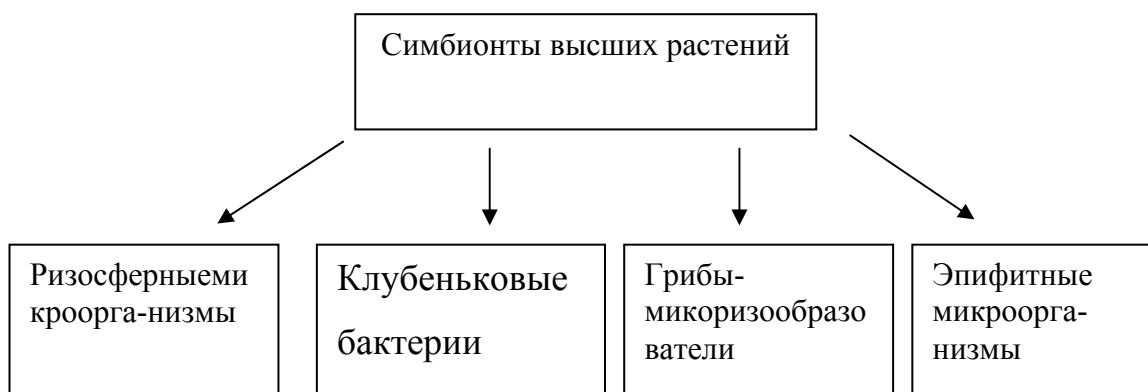 Симбионты высших растений
Ризосферныеми
кроорга-низмы
Клубеньковые
бактерии
Грибы-
микоризообразо
ватели
Эпифитные
микроорга-
низмы